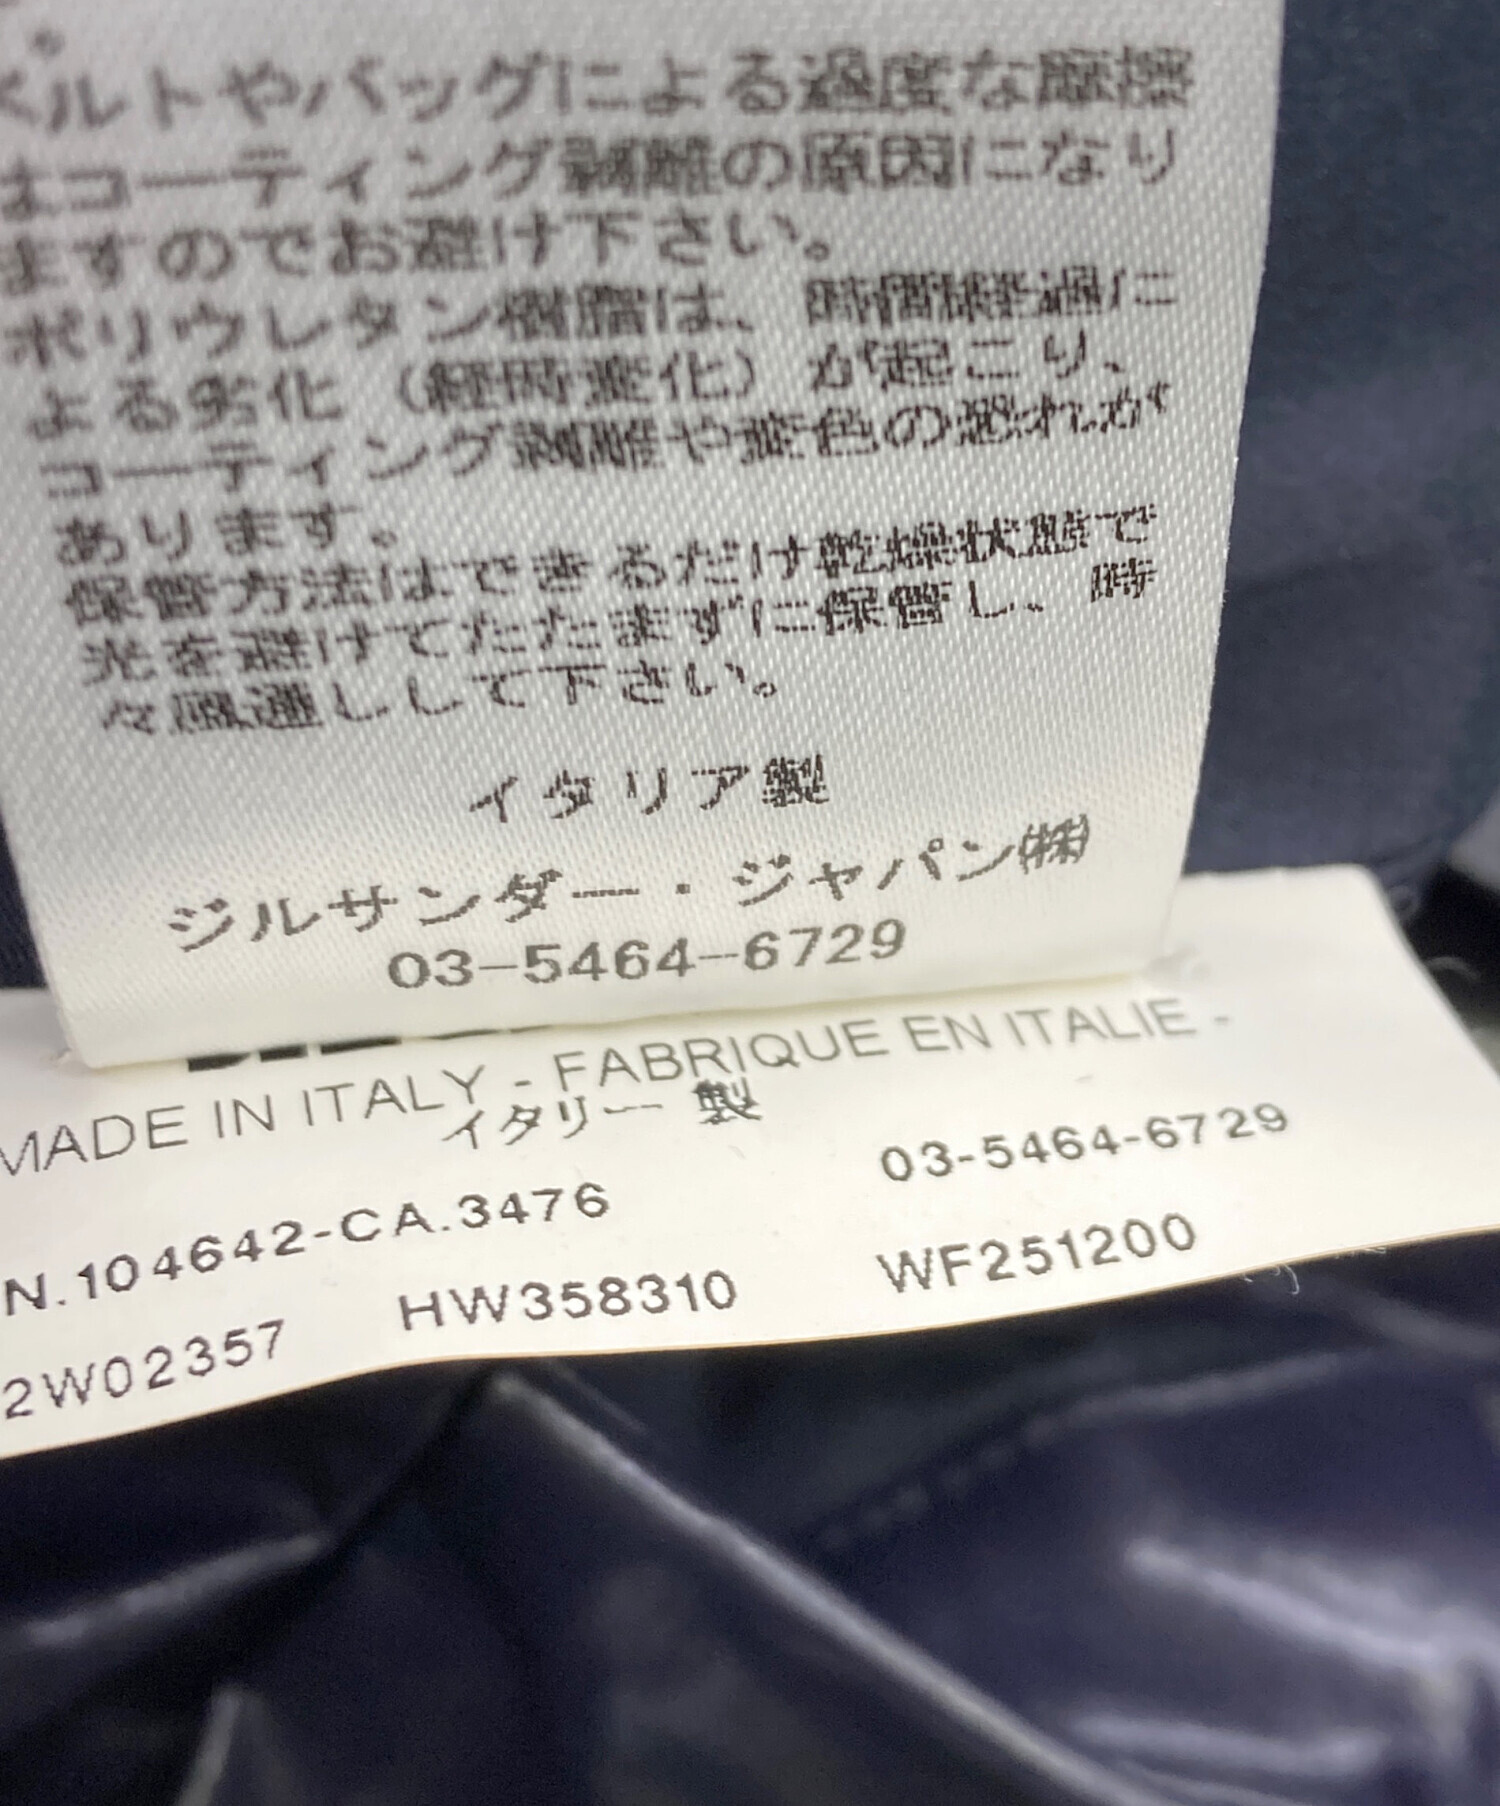 ベルトやバッグによる過度な摩擦
はコーティング剥離の原因になり
ますのでお避け下さい。
ポリウレタン樹脂は、時間経過に
よる劣化（経時変化）が起こり、
コーティング剥離や変色の恐れが
あります。
保管方法はできるだけ乾燥状態で
光を避けてたたまずに保管し、時
々風通しして下さい。
イタリア製
ジルサンダー・ジャパン㈱
03-5464-6729
MADE IN ITALY - FABRIQUE EN ITALIE -
イタリー 製
03-5464-6729
N.104642-CA.3476
2W02357 HW358310 WF251200